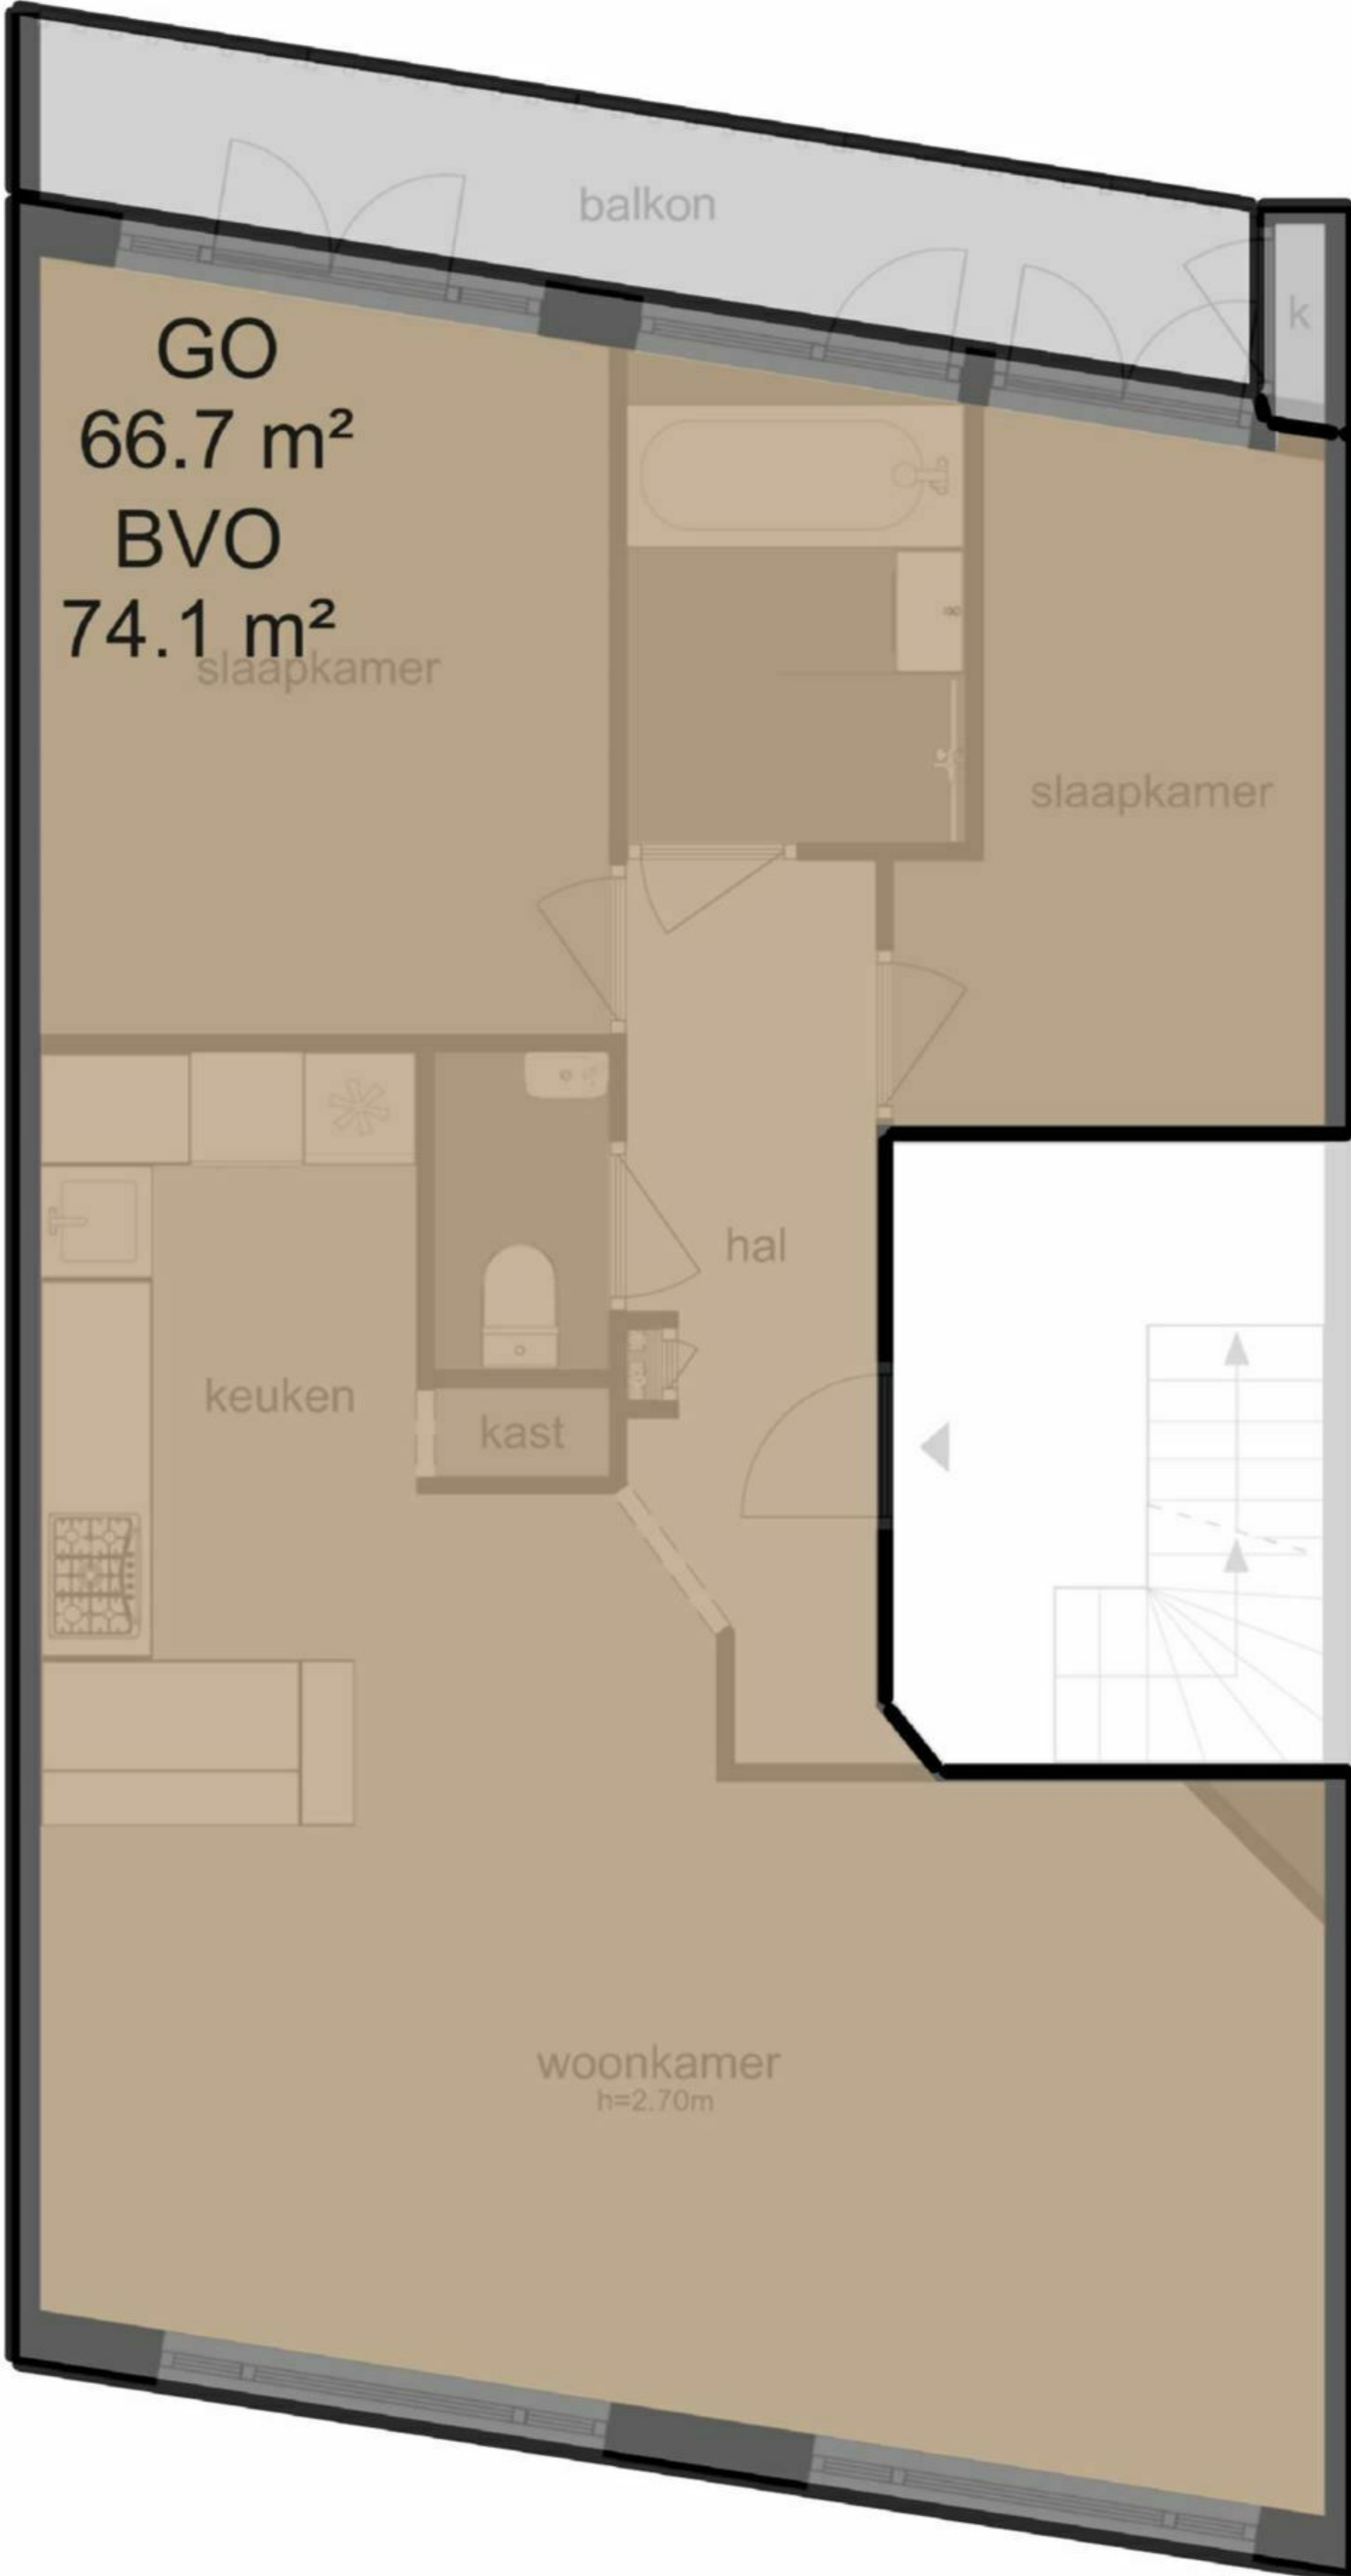 balkon
k
GO
66.7 m²
BVO
74.1 m²
slaapkamer
slaapkamer
hal
keuken
kast
woonkamer
h=2.70m